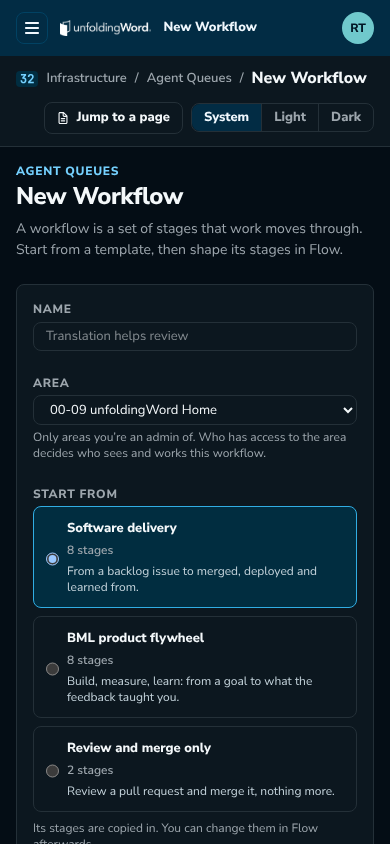 unfoldingWord.
New Workflow
RT
32 Infrastructure / Agent Queues / New Workflow
Jump to a page
System
Light
Dark
AGENT QUEUES
New Workflow
A workflow is a set of stages that work moves through.
Start from a template, then shape its stages in Flow.
NAME
Translation helps review
AREA
00-09 unfoldingWord Home
Only areas you're an admin of. Who has access to the area
decides who sees and works this workflow.
START FROM
Software delivery
8 stages
From a backlog issue to merged, deployed and
learned from.
BML product flywheel
8 stages
Build, measure, learn: from a goal to what the
feedback taught you.
Review and merge only
2 stages
Review a pull request and merge it, nothing more.
Its stages are copied in. You can change them in Flow
afterwards.